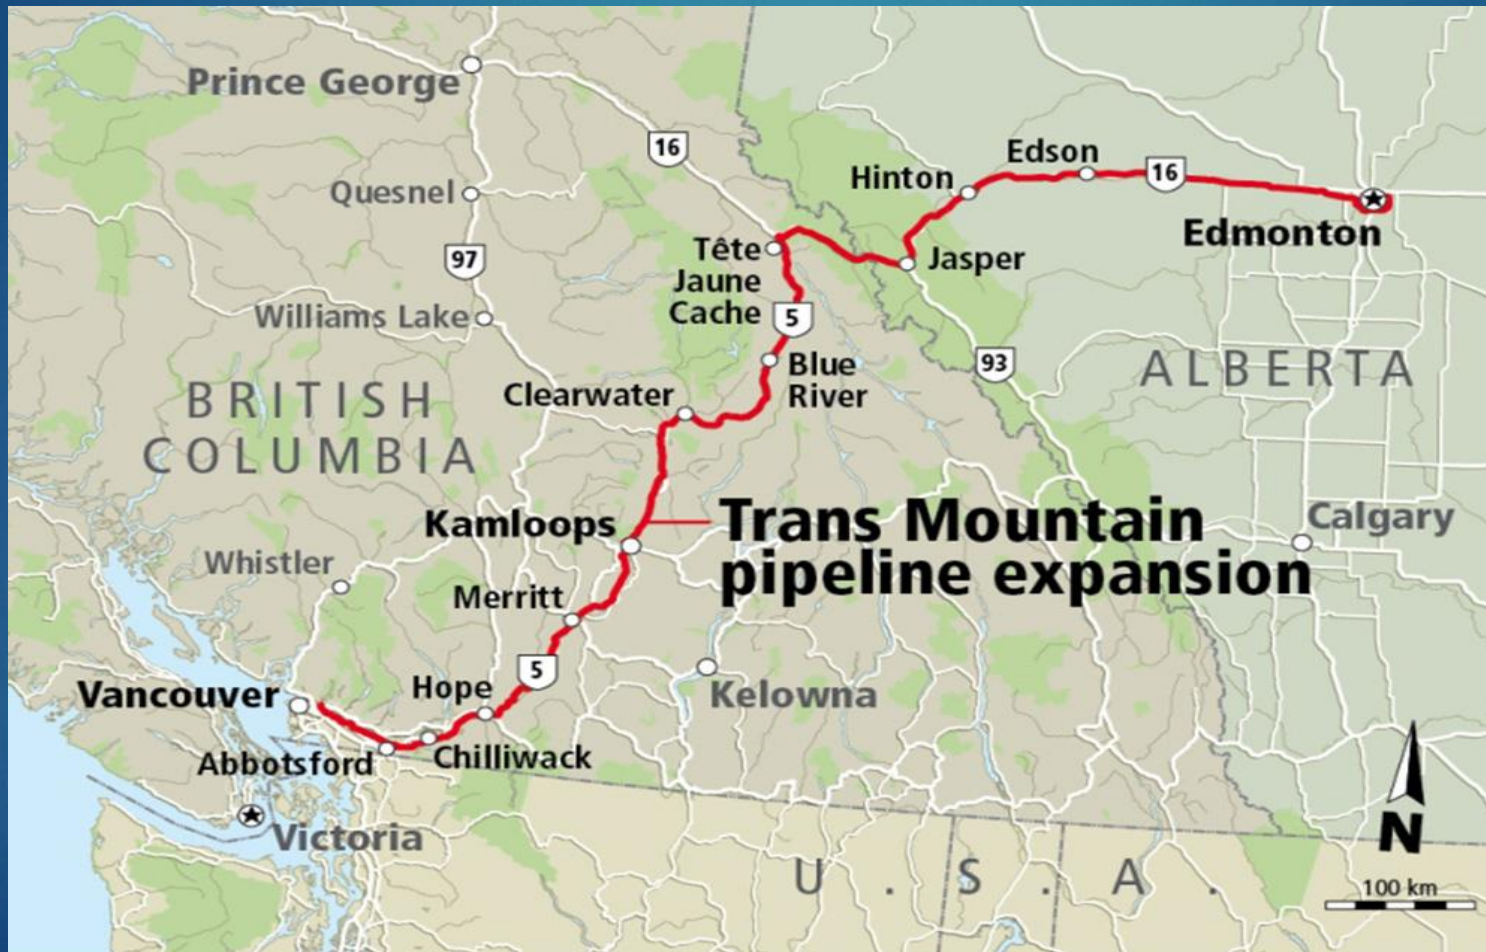 Prince George
16
Edson
Hinton
16
Quesnel
Edmonton
97
Tête
Jaune
Cache
Jasper
Williams Lake
5
93
Blue
River
ALBERTA
BRITISH
COLUMBIA
Clearwater
Kamloops
Trans Mountain
pipeline expansion
Calgary
Whistler
Merritt
5
Hope
Kelowna
Vancouver
Abbotsford
Chilliwack
Victoria
N
U.S.A.
100 km